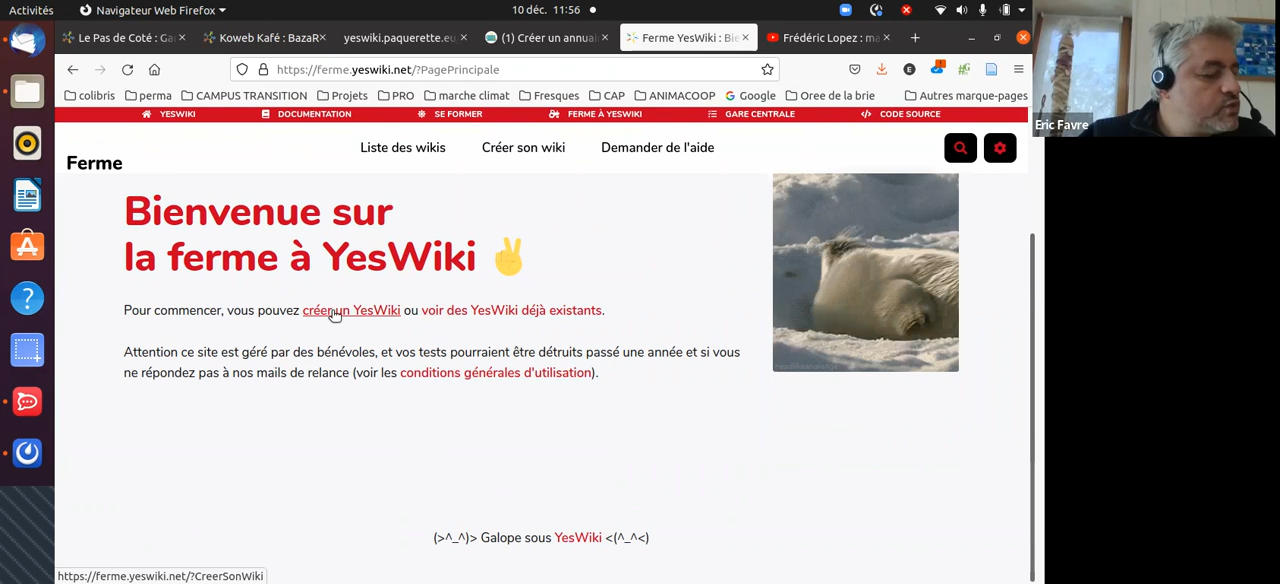 Activités Navigateur Web Firefox 10 déc. 11:56
Le Pas de Coté : Ga
Koweb Kafé : BazaR
yeswiki.paquerette.eu
(1) Créer un annuai
Ferme YesWiki : Bie
Frédéric Lopez : ma
https://ferme.yeswiki.net/?PagePrincipale
colibris perma CAMPUS TRANSITION Projets PRO marche climat Fresques CAP ANIMACOOP Google Oree de la brie Autres marque-pages
YESWIKI DOCUMENTATION SE FORMER FERME À YESWIKI GARE CENTRALE CODE SOURCE
Ferme Liste des wikis Créer son wiki Demander de l'aide
Bienvenue sur
la ferme à YesWiki ✌
Pour commencer, vous pouvez créer un YesWiki ou voir des YesWiki déjà existants.
Attention ce site est géré par des bénévoles, et vos tests pourraient être détruits passé une année et si vous
ne répondez pas à nos mails de relance (voir les conditions générales d'utilisation).
(>^_^)> Galope sous YesWiki <(^_^<)
https://ferme.yeswiki.net/?CreerSonWiki
Eric Favre